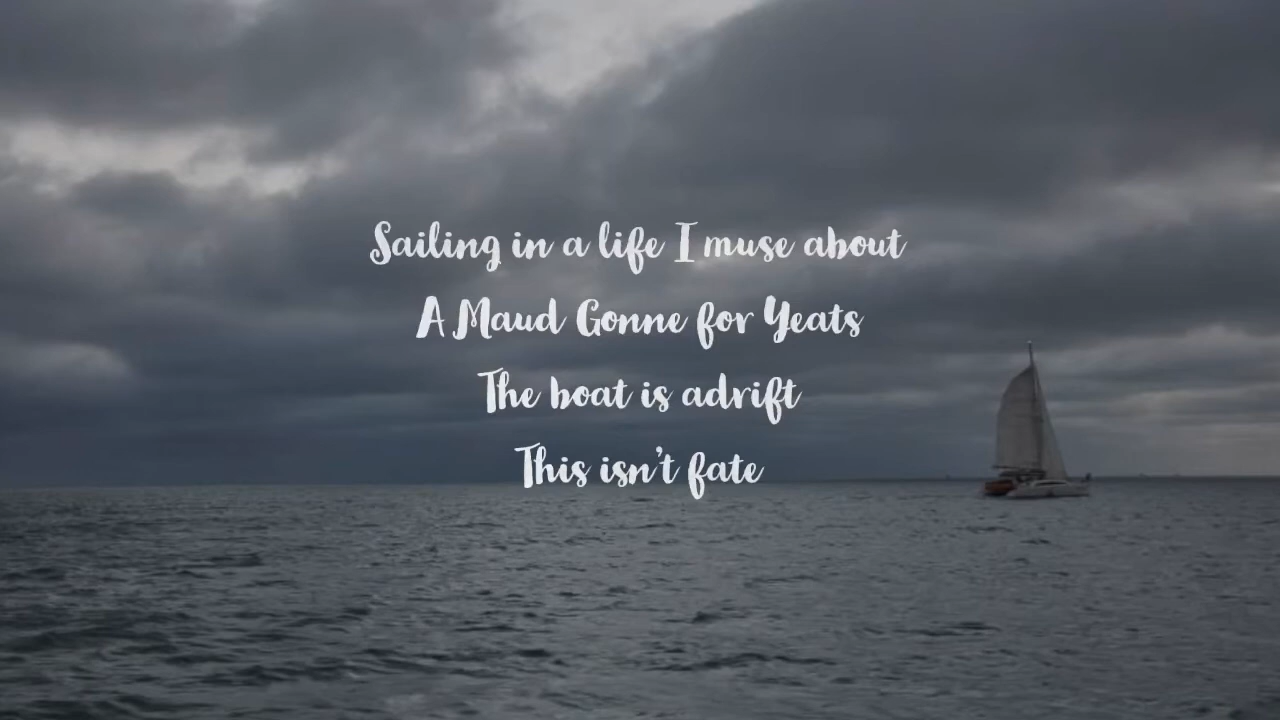 Sailing in a life I muse about
A Maud Gonne for Yeats
The boat is adrift
This isn't fate